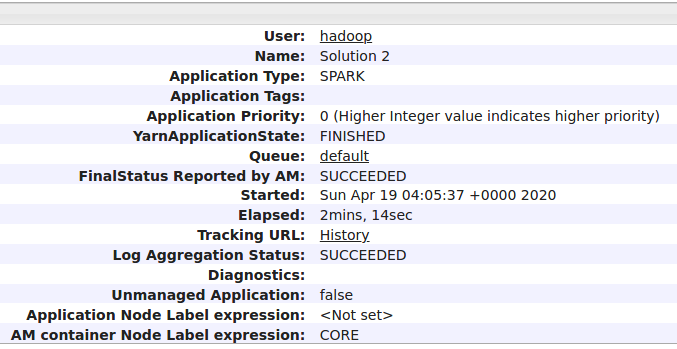 User: hadoop
Name: Solution 2
Application Type: SPARK
Application Tags:
Application Priority: 0 (Higher Integer value indicates higher priority)
YarnApplicationState: FINISHED
Queue: default
FinalStatus Reported by AM: SUCCEEDED
Started: Sun Apr 19 04:05:37 +0000 2020
Elapsed: 2mins, 14sec
Tracking URL: History
Log Aggregation Status: SUCCEEDED
Diagnostics:
Unmanaged Application: false
Application Node Label expression: <Not set>
AM container Node Label expression: CORE